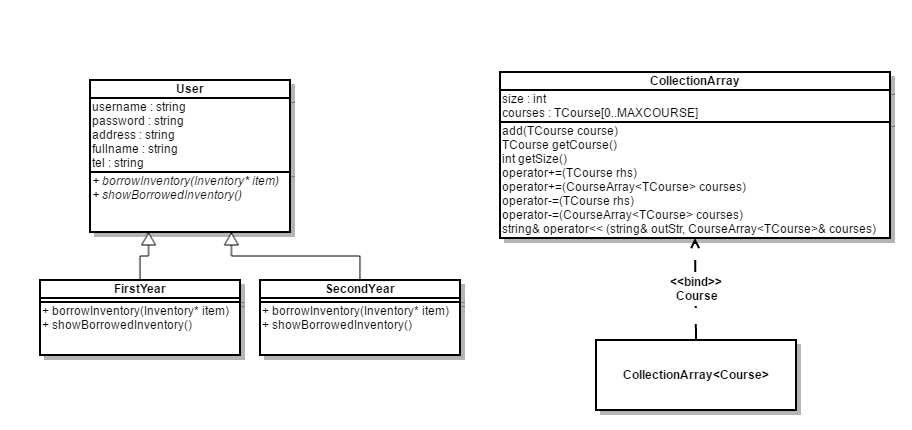 User
username : string
password : string
address : string
fullname : string
tel : string
+ borrowInventory(Inventory* item)
+ showBorrowedInventory()
FirstYear
+ borrowInventory(Inventory* item)
+ showBorrowedInventory()
SecondYear
+ borrowInventory(Inventory* item)
+ showBorrowedInventory()
CollectionArray
size : int
courses : TCourse[0..MAXCOURSE]
add(TCourse course)
TCourse getCourse()
int getSize()
operator+=(TCourse rhs)
operator+=(CourseArray<TCourse> courses)
operator-=(TCourse rhs)
operator-=(CourseArray<TCourse> courses)
string& operator<< (string& outStr, CourseArray<TCourse>& courses)
<<bind>>
Course
CollectionArray<Course>